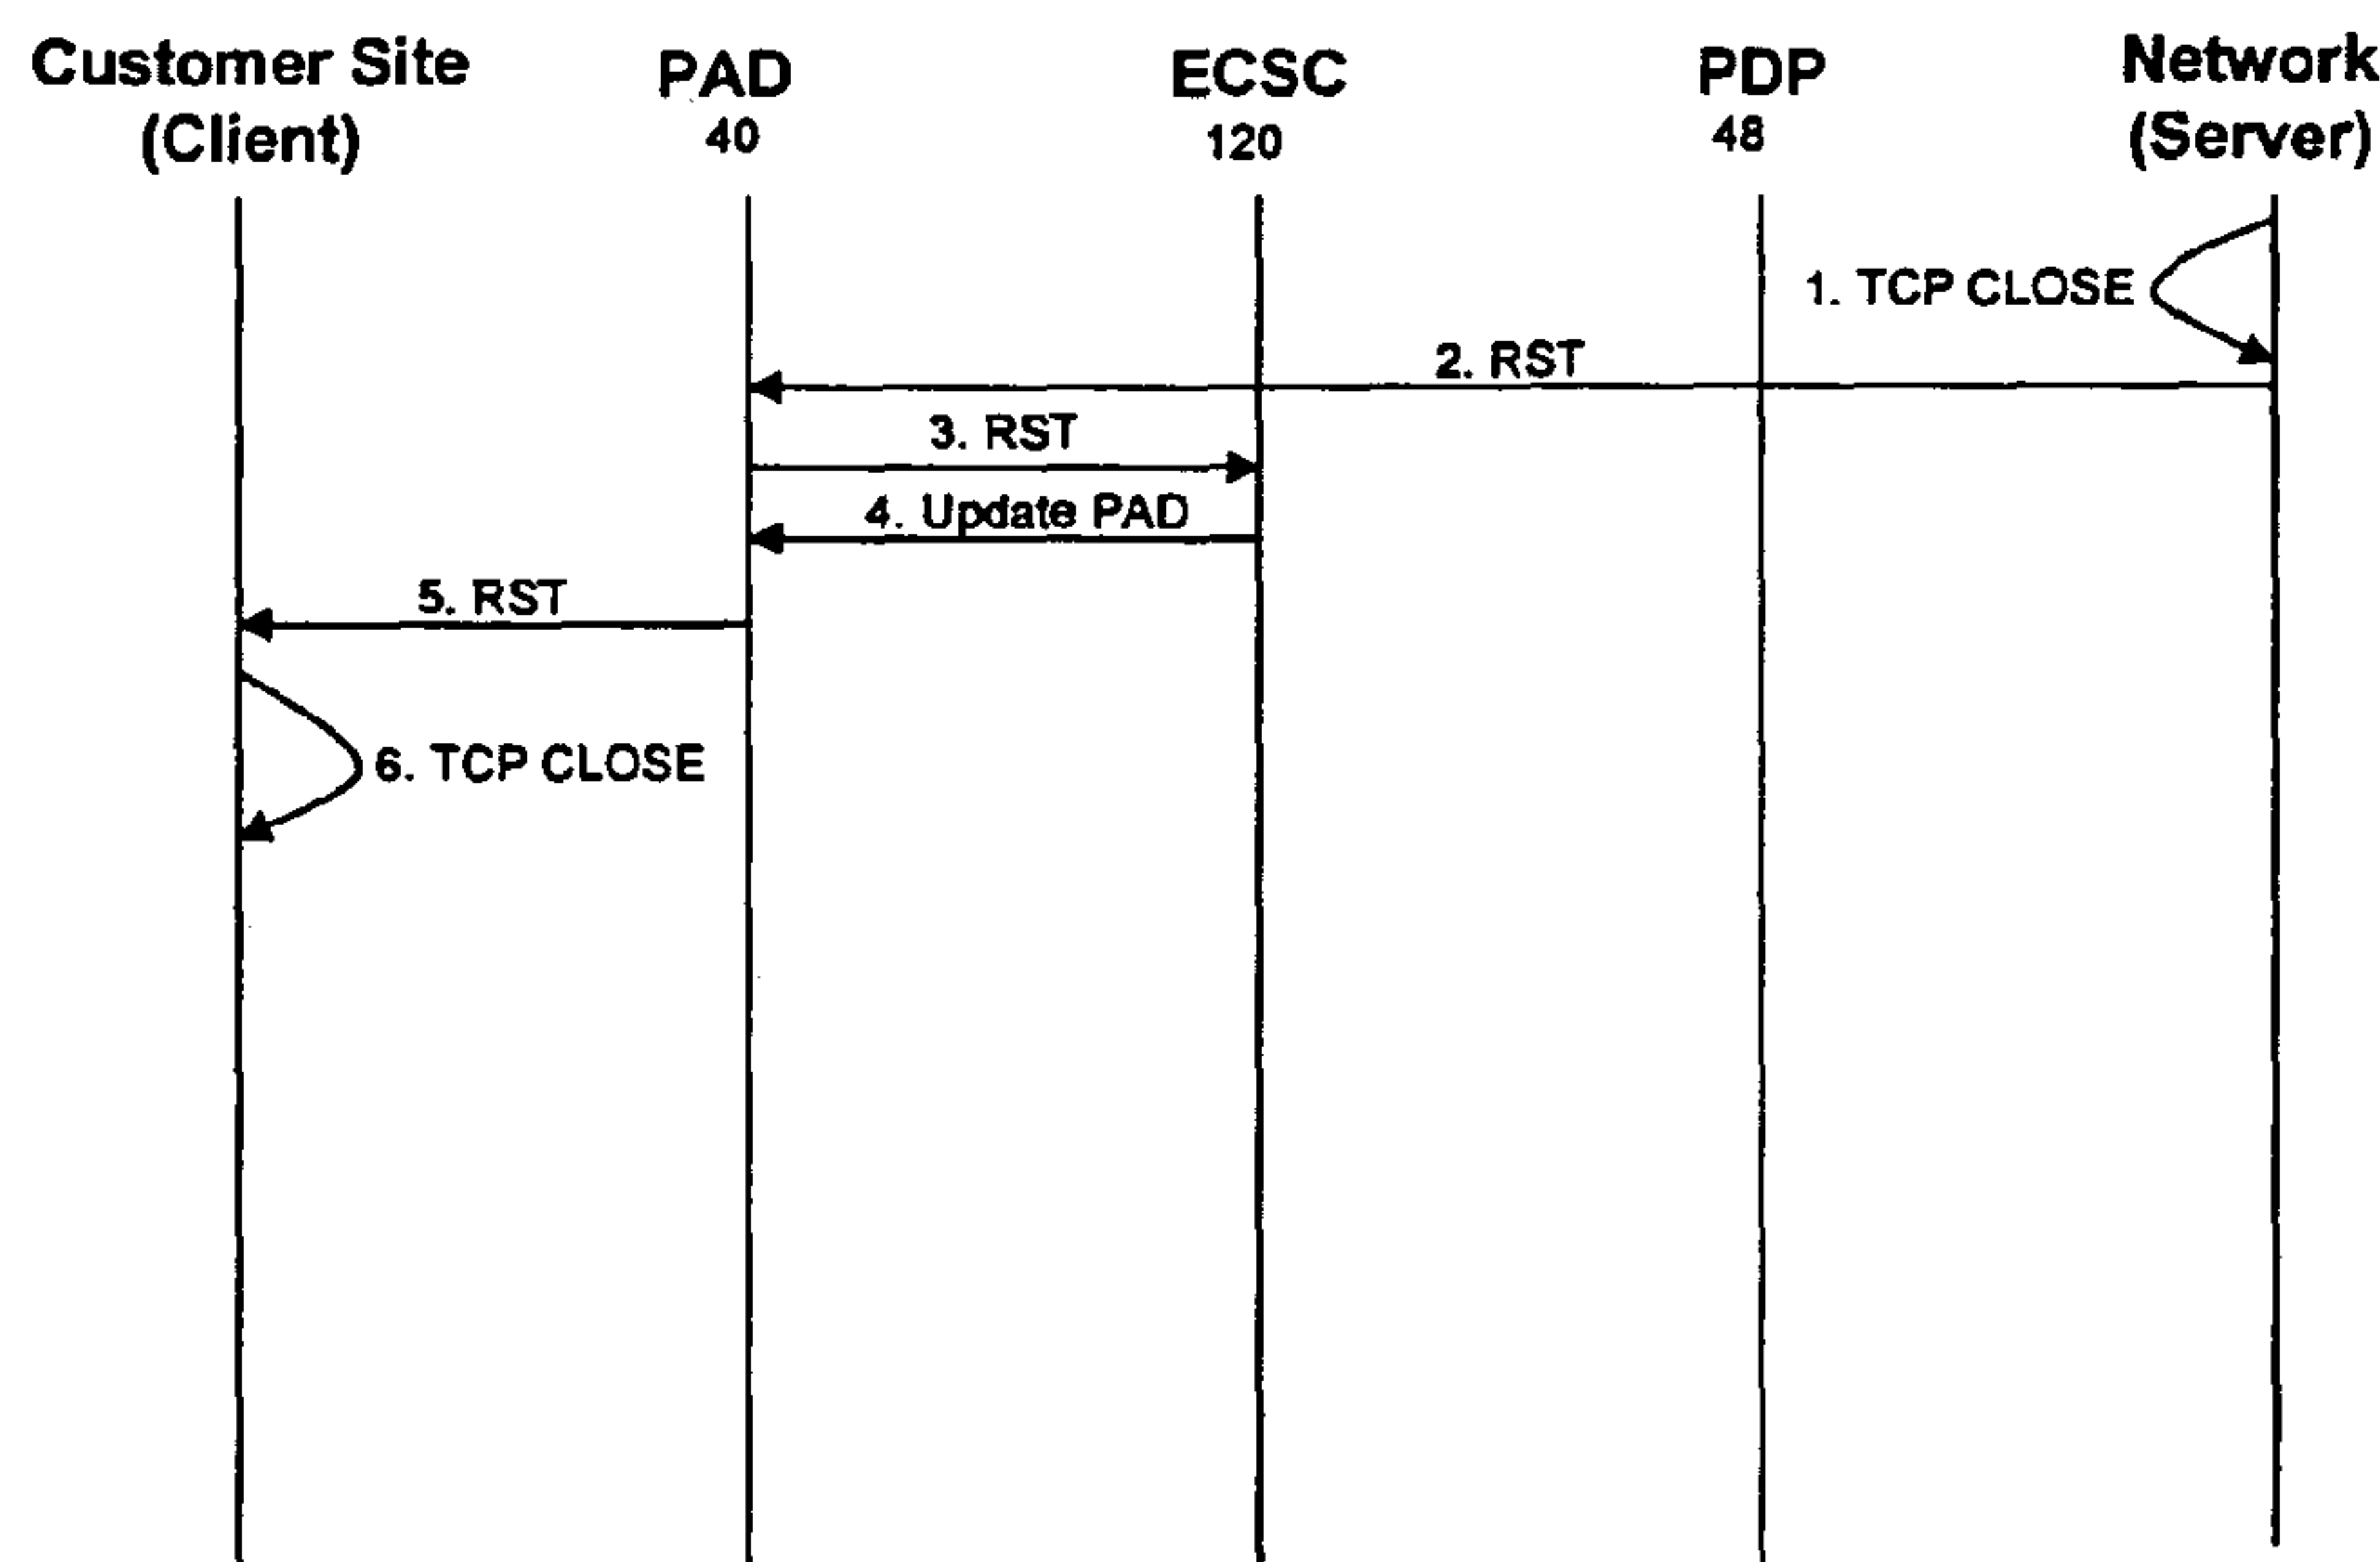 Customer Site
(Client)
PAD
40
ECSC
120
PDP
48
Network
(Server)
1. TCP CLOSE
2. RST
3. RST
4. Update PAD
5. RST
6. TCP CLOSE